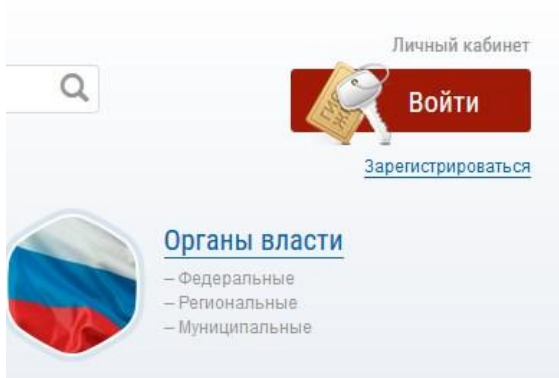 Личный кабинет
Войти
Зарегистрироваться
Органы власти
– Федеральные
– Региональные
– Муниципальные